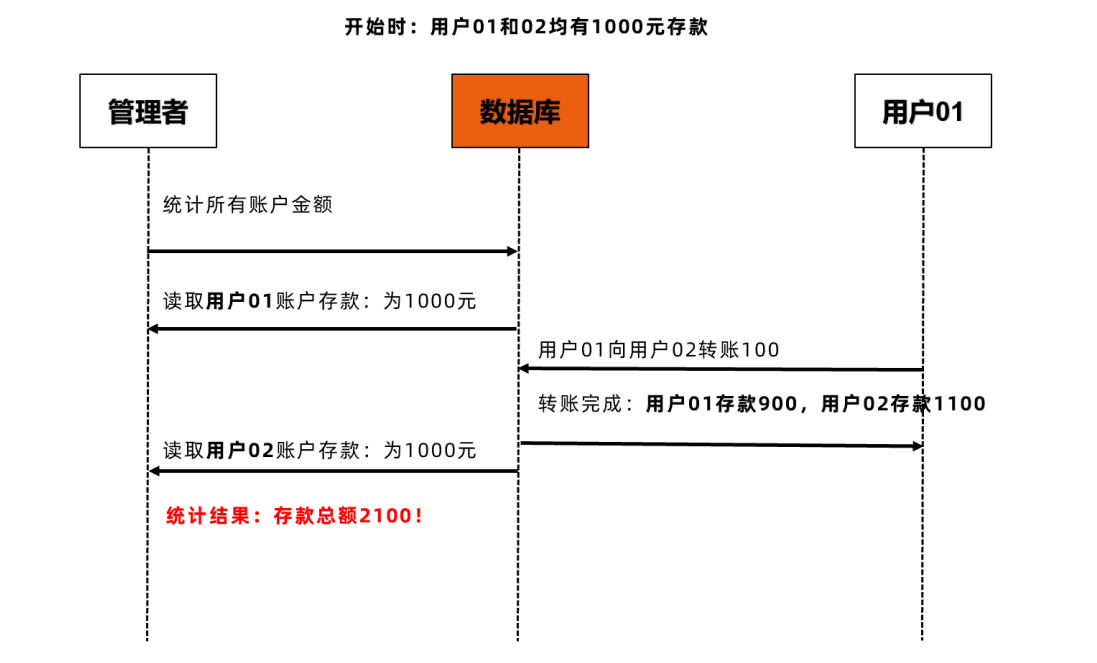 开始时：用户01和02均有1000元存款
管理者
数据库
用户01
统计所有账户金额
读取用户01账户存款：为1000元
用户01向用户02转账100
转账完成：用户01存款900，用户02存款1100
读取用户02账户存款：为1000元
统计结果：存款总额2100！